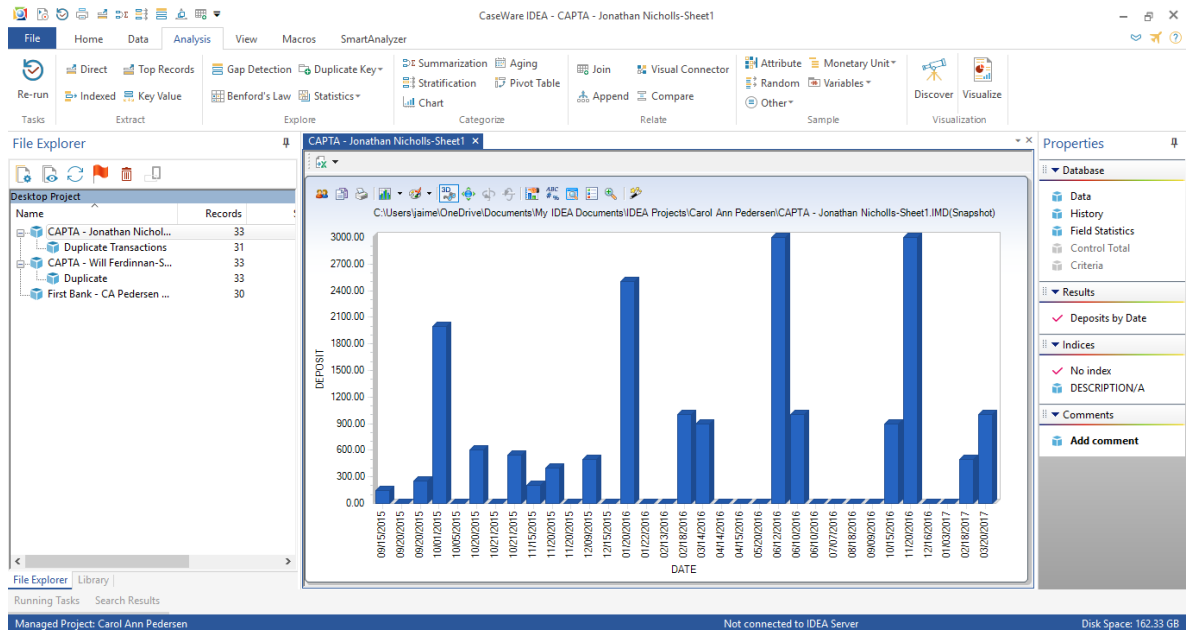 CaseWare IDEA - CAPTA - Jonathan Nicholls-Sheet1
File Home Data Analysis View Macros SmartAnalyzer
Re-run
Tasks
Direct Top Records
Indexed Key Value
Extract
Gap Detection Duplicate Key
Benford's Law Statistics
Explore
Summarization Aging
Stratification Pivot Table
Chart
Categorize
Join Visual Connector
Append Compare
Relate
Attribute Monetary Unit
Random Variables
Other
Sample
Discover Visualize
Visualization
File Explorer
Desktop Project
Name Records
CAPTA - Jonathan Nichol... 33
Duplicate Transactions 31
CAPTA - Will Ferdinnan-S... 33
Duplicate 33
First Bank - CA Pedersen ... 30
File Explorer Library
Running Tasks Search Results
CAPTA - Jonathan Nicholls-Sheet1
3D
ABC
C:\Users\jaime\OneDrive\Documents\My IDEA Documents\IDEA Projects\Carol Ann Pedersen\CAPTA - Jonathan Nicholls-Sheet1.IMD(Snapshot)
DEPOSIT
3000.00
2700.00
2400.00
2100.00
1800.00
1500.00
1200.00
900.00
600.00
300.00
0.00
09/15/2015
09/20/2015
09/20/2015
10/01/2015
10/05/2015
10/20/2015
10/21/2015
10/21/2015
11/15/2015
11/20/2015
11/20/2015
12/09/2015
12/15/2015
01/20/2016
01/22/2016
02/13/2016
02/18/2016
03/14/2016
04/14/2016
04/15/2016
05/20/2016
06/12/2016
06/10/2016
06/10/2016
07/07/2016
08/18/2016
09/09/2016
10/15/2016
11/20/2016
12/16/2016
01/03/2017
02/18/2017
03/20/2017
DATE
Properties
Database
Data
History
Field Statistics
Control Total
Criteria
Results
Deposits by Date
Indices
No index
DESCRIPTION/A
Comments
Add comment
Managed Project: Carol Ann Pedersen Not connected to IDEA Server Disk Space: 162.33 GB